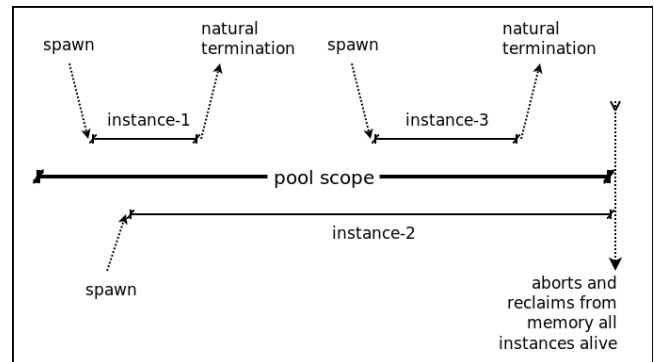 spawn
natural
termination
spawn
natural
termination
instance-1
instance-3
pool scope
instance-2
spawn
aborts and
reclaims from
memory all
instances alive